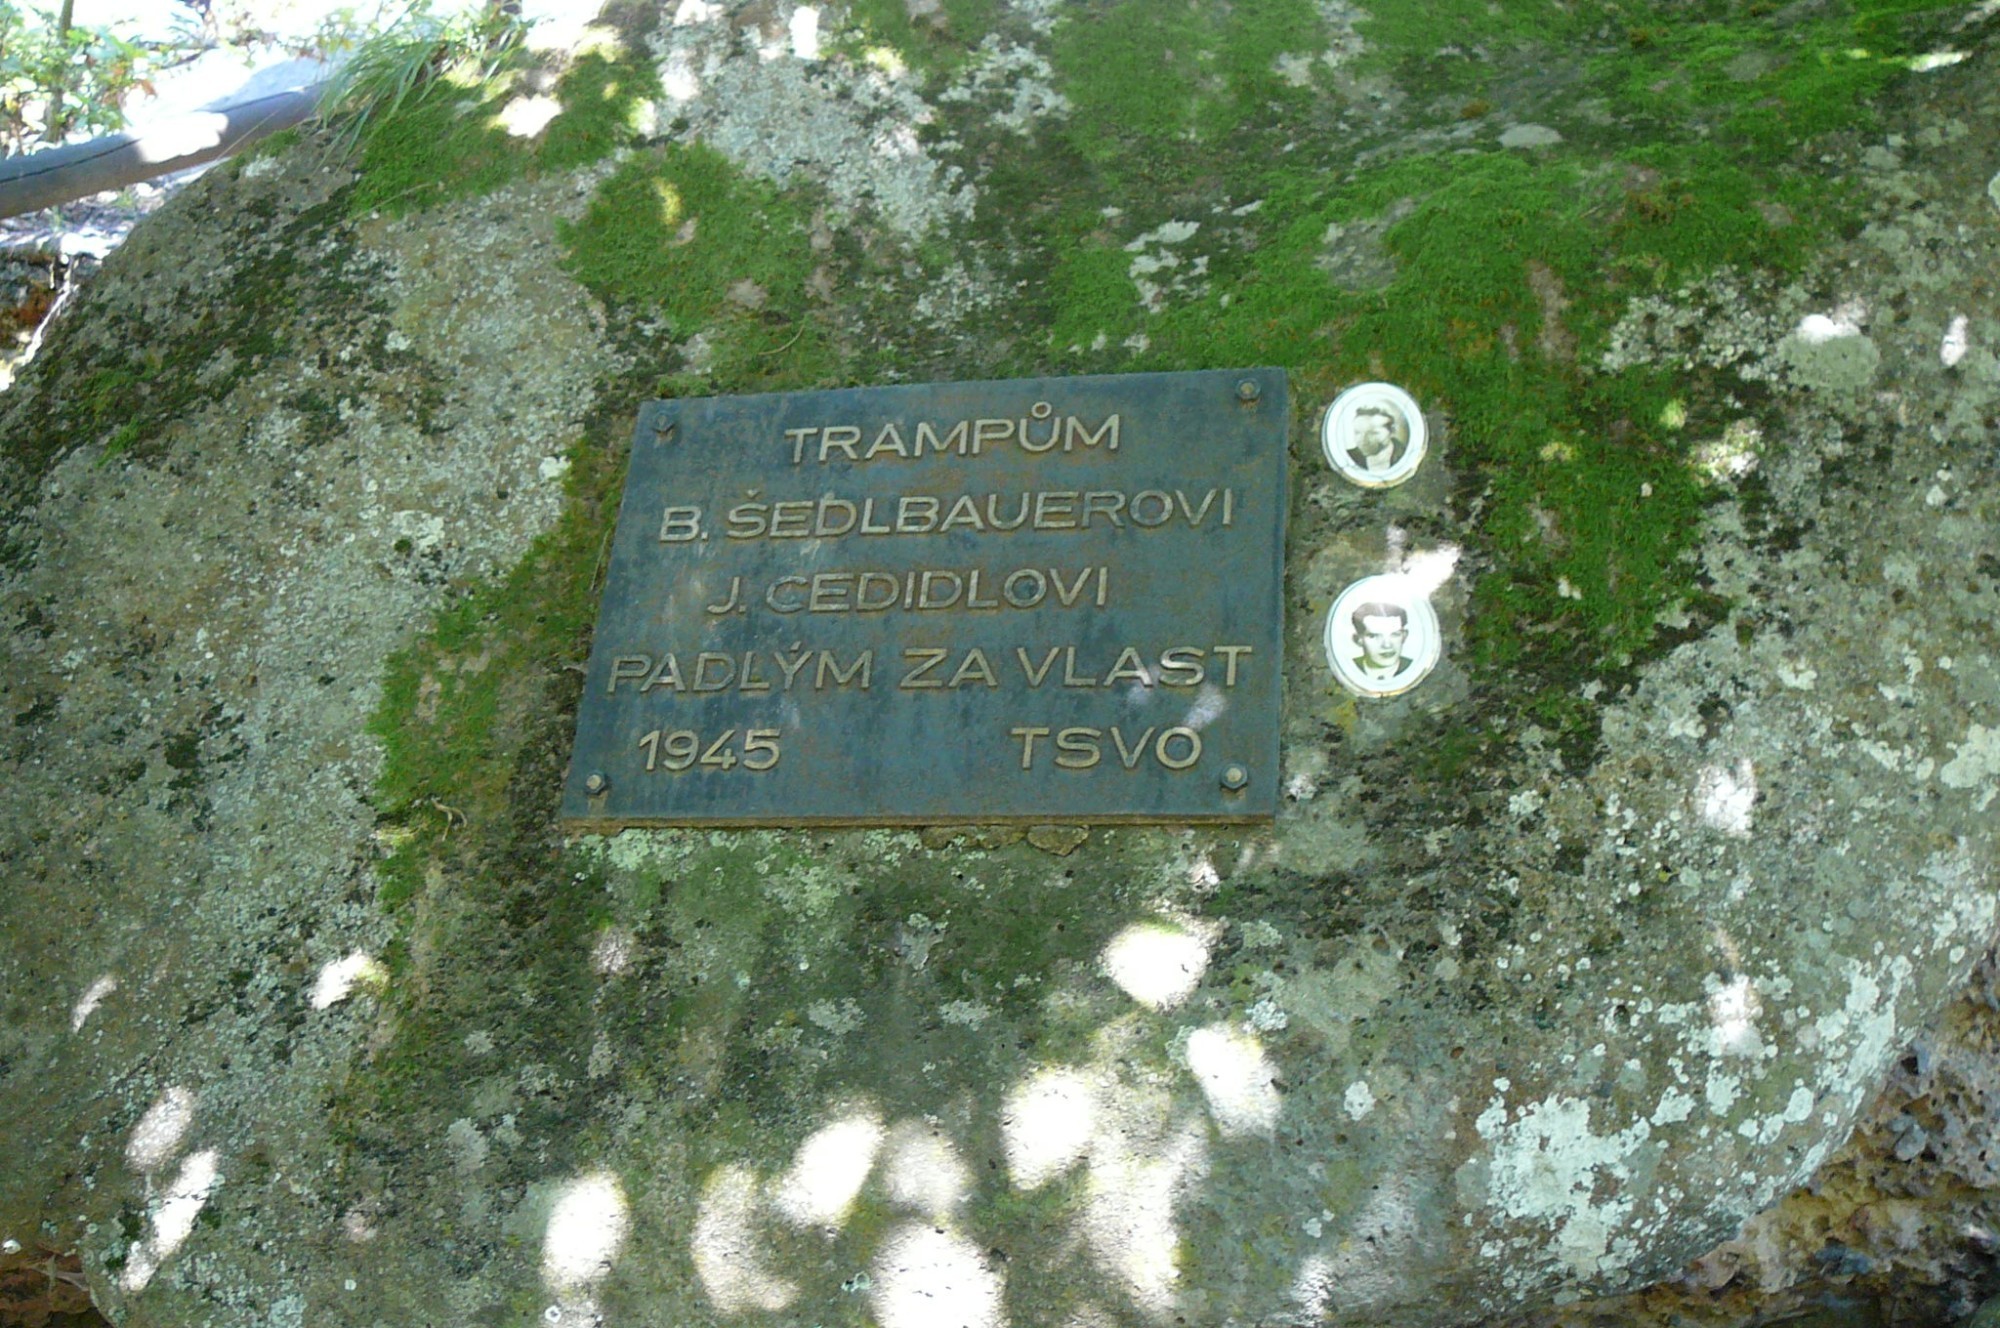 TRAMPŮM
B. ŠEDLBAUEROVI
J. CEDIDLOVI
PADLÝM ZA VLAST
1945 TSVO